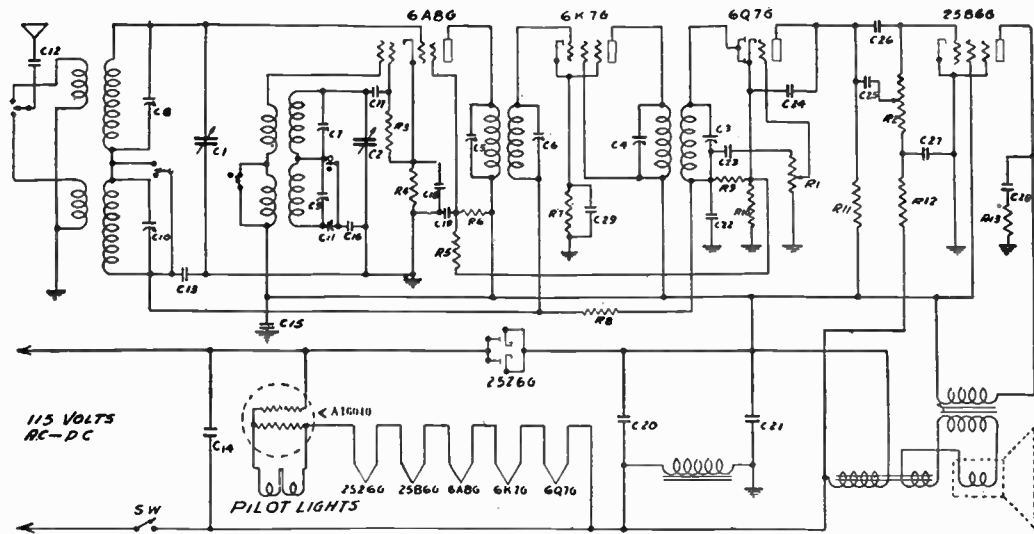 6A8G
6K7G
6Q7G
25B6G
C12
C8
C1
C10
C13
C15
C7
C9
C11
C16
C2
C17
R3
R4
C18
C19
R5
R6
C5
C6
R7
C29
R8
C4
C3
C23
R9
C22
R10
R1
C24
C26
C25
R2
R11
C27
R12
C28
R13
25Z6G
115 VOLTS
AC-DC
C14
A16040
PILOT LIGHTS
SW
25Z6G
25B6G
6A8G
6K7G
6Q7G
C20
C21